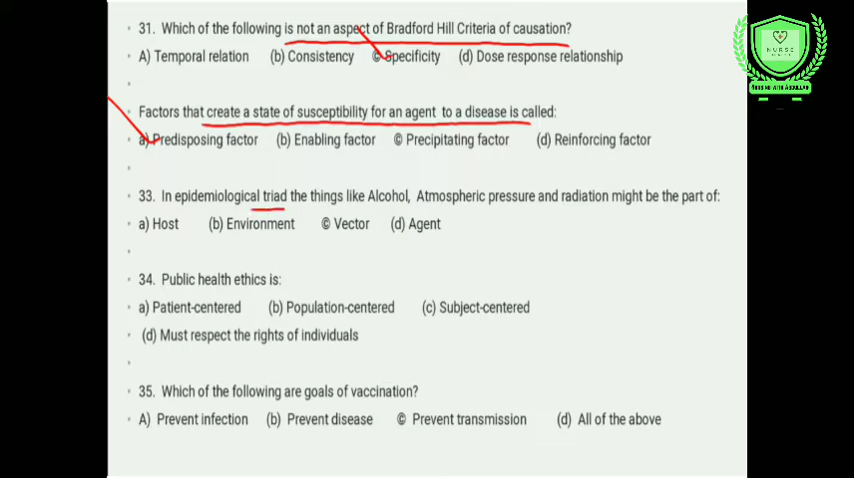 31. Which of the following is not an aspect of Bradford Hill Criteria of causation?
A) Temporal relation (b) Consistency © Specificity (d) Dose response relationship
Factors that create a state of susceptibility for an agent to a disease is called:
a) Predisposing factor (b) Enabling factor © Precipitating factor (d) Reinforcing factor
33. In epidemiological triad the things like Alcohol, Atmospheric pressure and radiation might be the part of:
a) Host (b) Environment © Vector (d) Agent
34. Public health ethics is:
a) Patient-centered (b) Population-centered (c) Subject-centered
(d) Must respect the rights of individuals
35. Which of the following are goals of vaccination?
A) Prevent infection (b) Prevent disease © Prevent transmission (d) All of the above
NURSE
NURSING WITH ABDULLAH